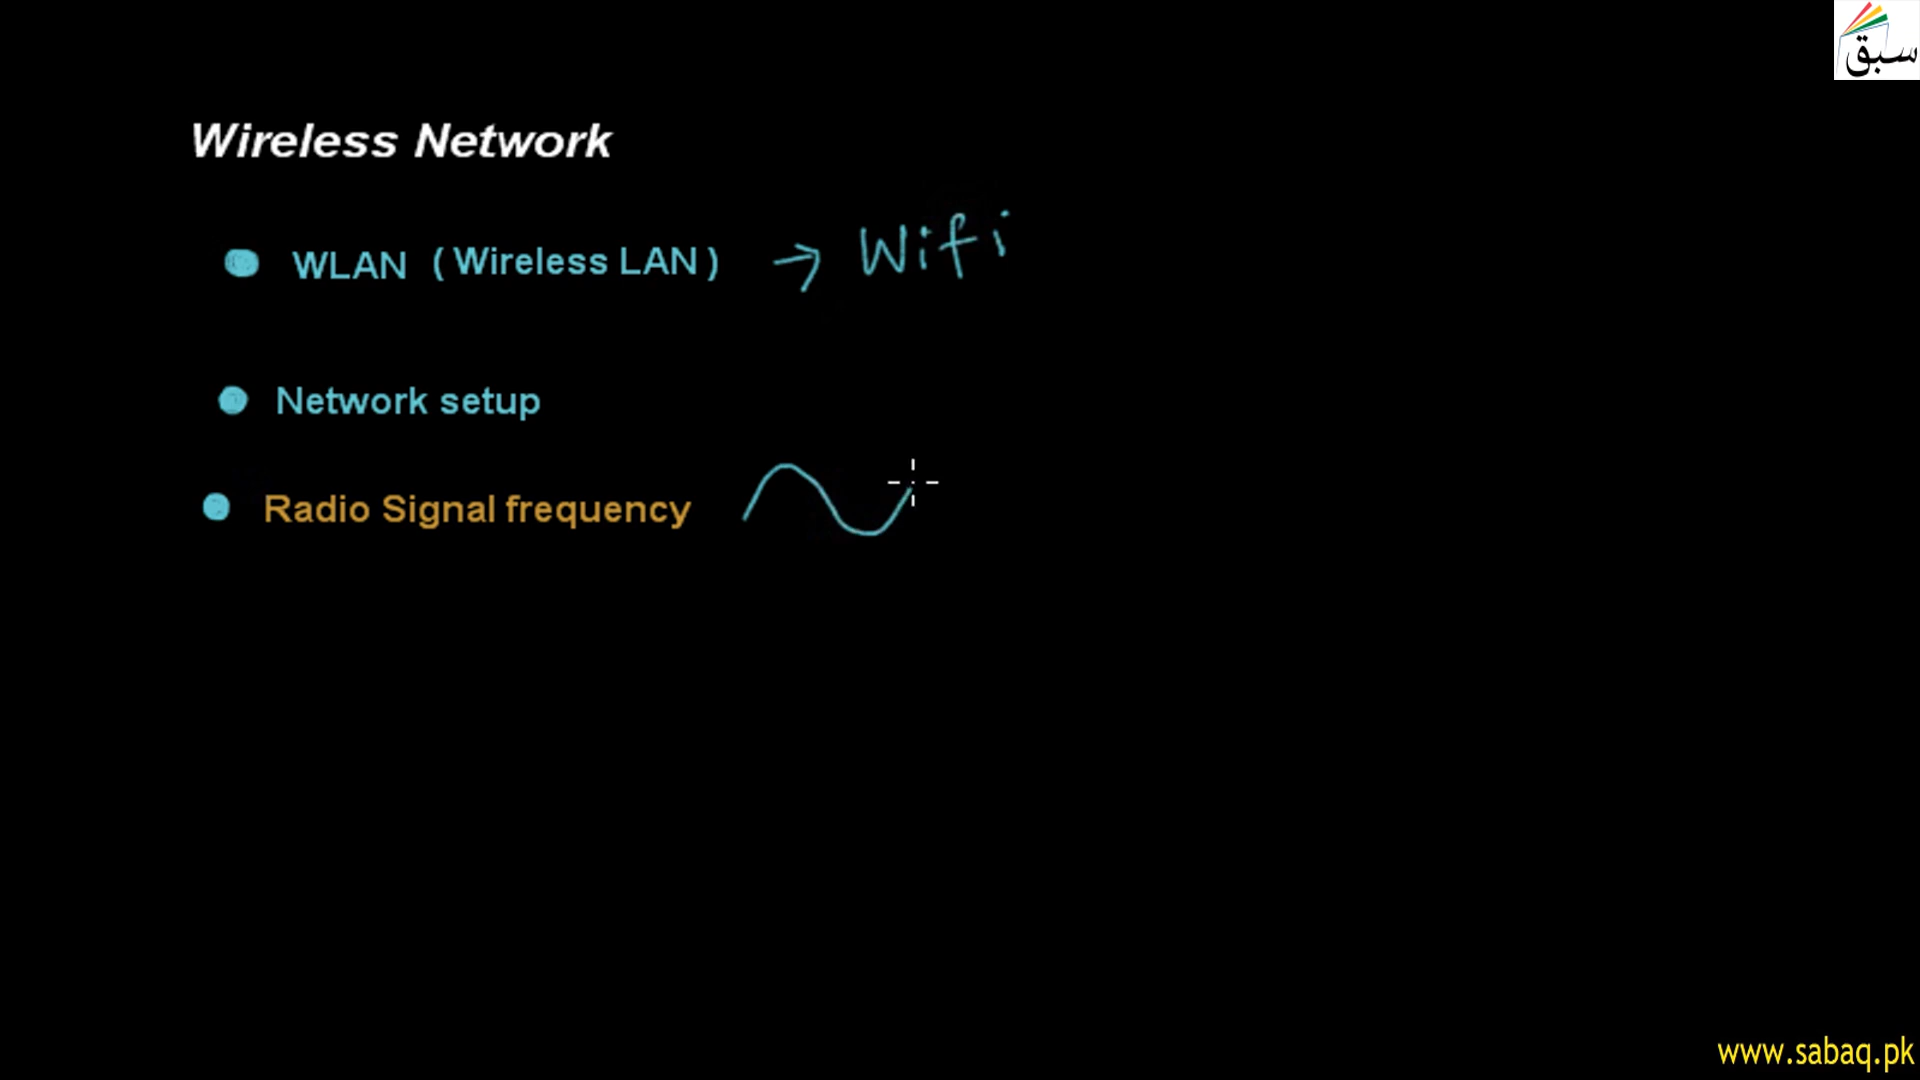 سبق
Wireless Network
WLAN (Wireless LAN) → Wifi
Network setup
Radio Signal frequency
www.sabaq.pk